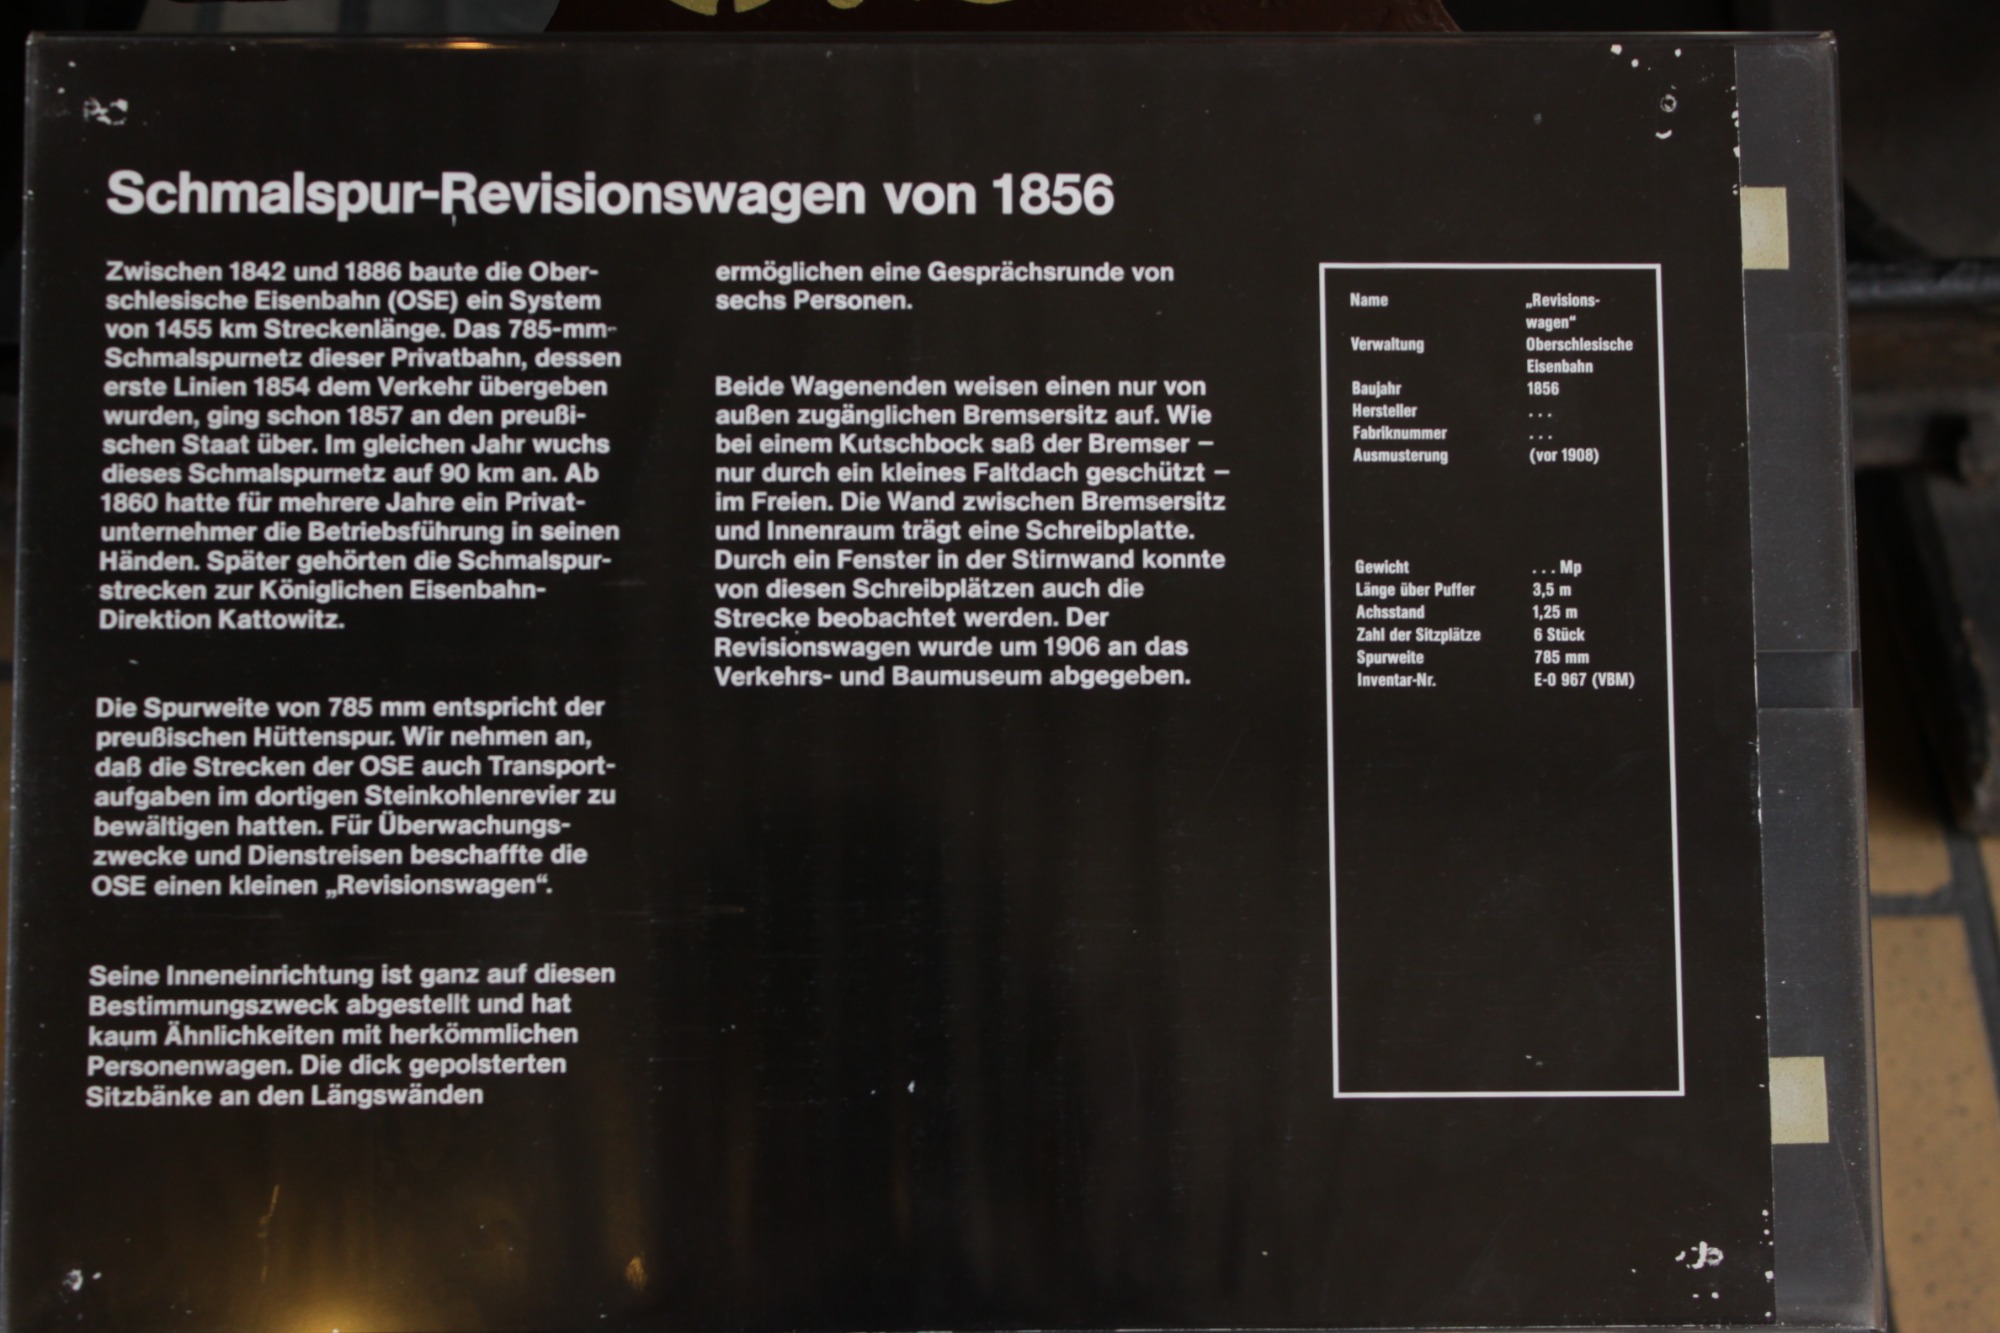 Schmalspur-Revisionswagen von 1856
Zwischen 1842 und 1886 baute die Ober-
schlesische Eisenbahn (OSE) ein System
von 1455 km Streckenlänge. Das 785-mm-
Schmalspurnetz dieser Privatbahn, dessen
erste Linien 1854 dem Verkehr übergeben
wurden, ging schon 1857 an den preußi-
schen Staat über. Im gleichen Jahr wuchs
dieses Schmalspurnetz auf 90 km an. Ab
1860 hatte für mehrere Jahre ein Privat-
unternehmer die Betriebsführung in seinen
Händen. Später gehörten die Schmalspur-
strecken zur Königlichen Eisenbahn-
Direktion Kattowitz.
Die Spurweite von 785 mm entspricht der
preußischen Hüttenspur. Wir nehmen an,
daß die Strecken der OSE auch Transport-
aufgaben im dortigen Steinkohlenrevier zu
bewältigen hatten. Für Überwachungs-
zwecke und Dienstreisen beschaffte die
OSE einen kleinen „Revisionswagen“.
Seine Inneneinrichtung ist ganz auf diesen
Bestimmungszweck abgestellt und hat
kaum Ähnlichkeiten mit herkömmlichen
Personenwagen. Die dick gepolsterten
Sitzbänke an den Längswänden
ermöglichen eine Gesprächsrunde von
sechs Personen.
Beide Wagenenden weisen einen nur von
außen zugänglichen Bremsersitz auf. Wie
bei einem Kutschbock saß der Bremser –
nur durch ein kleines Faltdach geschützt –
im Freien. Die Wand zwischen Bremsersitz
und Innenraum trägt eine Schreibplatte.
Durch ein Fenster in der Stirnwand konnte
von diesen Schreibplätzen auch die
Strecke beobachtet werden. Der
Revisionswagen wurde um 1906 an das
Verkehrs- und Baumuseum abgegeben.
Name „Revisions-
wagen“
Verwaltung Oberschlesische
Eisenbahn
Baujahr 1856
Hersteller . . .
Fabriknummer . . .
Ausmusterung (vor 1908)
Gewicht . . . Mp
Länge über Puffer 3,5 m
Achsstand 1,25 m
Zahl der Sitzplätze 6 Stück
Spurweite 785 mm
Inventar-Nr. E-0 967 (VBM)